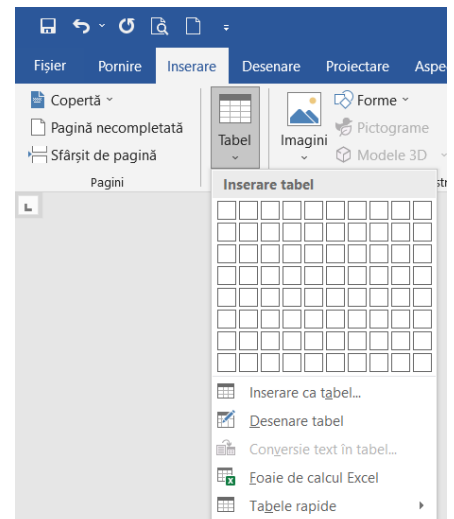 Fișier Pornire Inserare Desenare Proiectare Aspe
Copertă
Pagină necompletată
Sfârșit de pagină
Pagini
Tabel
Imagini
Forme
Pictograme
Modele 3D
str
Inserare tabel
Inserare ca tabel...
Desenare tabel
Conversie text în tabel...
Foaie de calcul Excel
Tabele rapide